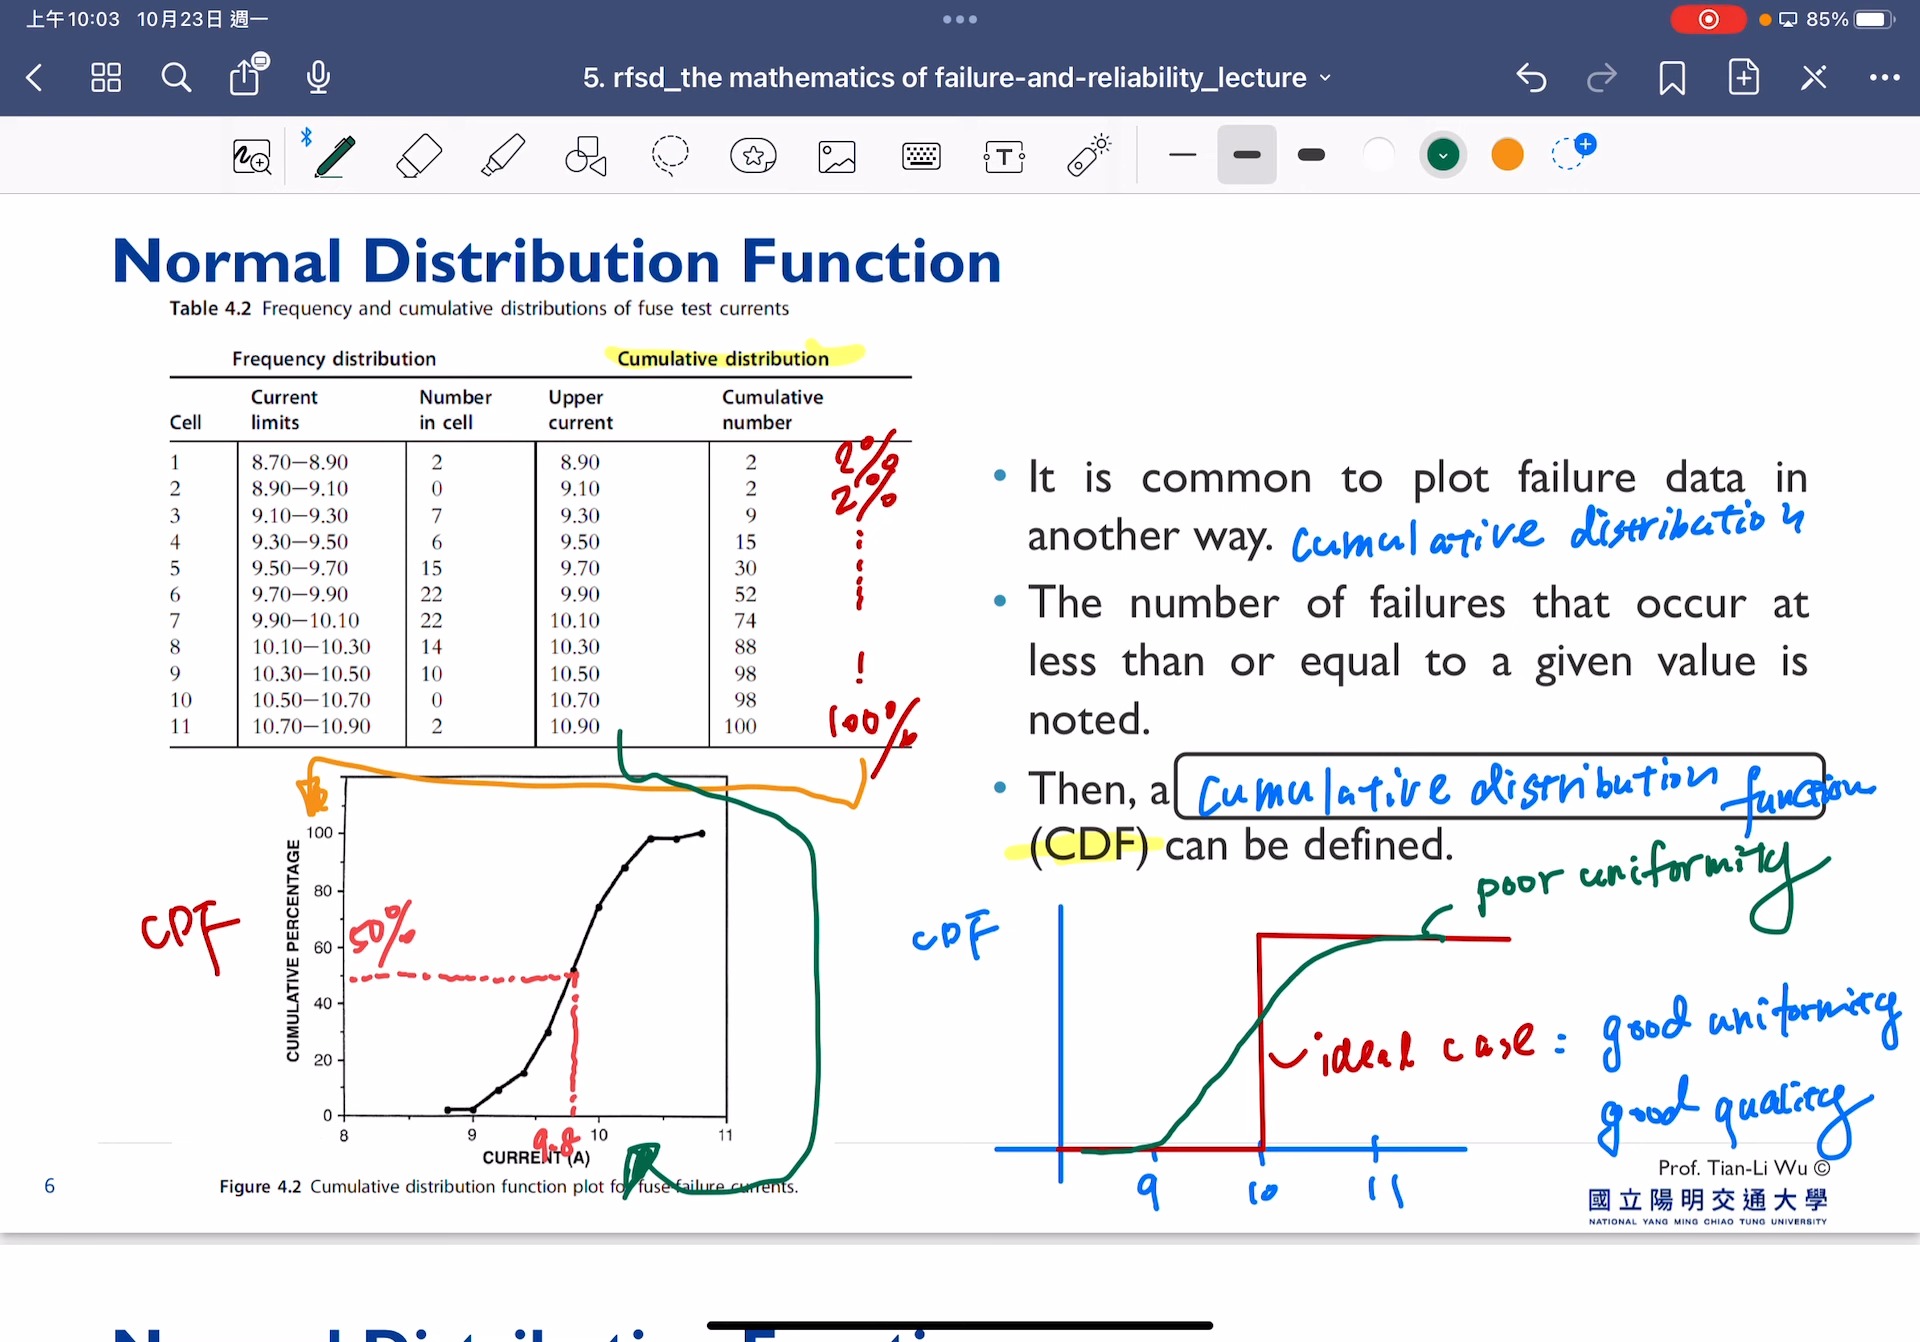 上午10:03 10月23日 週一
85%
5. rfsd_the mathematics of failure-and-reliability_lecture
Normal Distribution Function
Table 4.2 Frequency and cumulative distributions of fuse test currents
Frequency distribution Cumulative distribution
Cell Current limits Number in cell Upper current Cumulative number
1 8.70–8.90 2 8.90 2 2%
2 8.90–9.10 0 9.10 2 2%
3 9.10–9.30 7 9.30 9
4 9.30–9.50 6 9.50 15
5 9.50–9.70 15 9.70 30
6 9.70–9.90 22 9.90 52
7 9.90–10.10 22 10.10 74
8 10.10–10.30 14 10.30 88
9 10.30–10.50 10 10.50 98
10 10.50–10.70 0 10.70 98
11 10.70–10.90 2 10.90 100 100%
• It is common to plot failure data in
another way. cumulative distribution
• The number of failures that occur at
less than or equal to a given value is
noted.
• Then, a cumulative distribution function
(CDF) can be defined.
CDF
CUMULATIVE PERCENTAGE
100
80
60
40
20
0
50%
8 9 10 11
9.8
CURRENT (A)
Figure 4.2 Cumulative distribution function plot for fuse failure currents.
poor uniformity
CDF
ideal case : good uniformity
good quality
9 10 11
Prof. Tian-Li Wu ©
國立陽明交通大學
NATIONAL YANG MING CHIAO TUNG UNIVERSITY
6